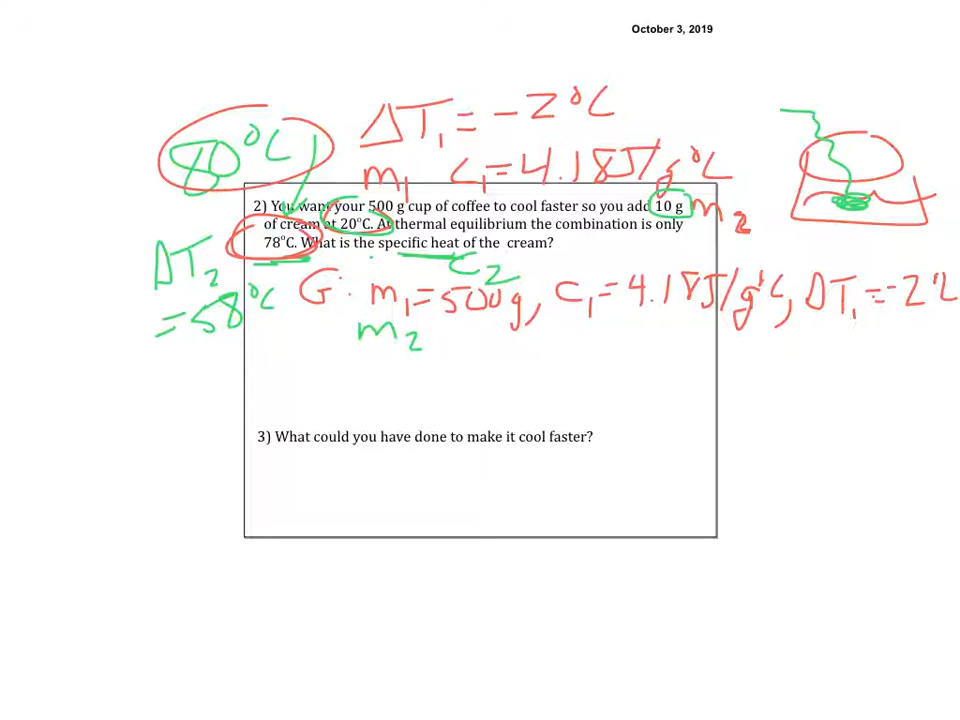 October 3, 2019
80°C
ΔT₁ = -2°C
m₁ C₁=4.18J/g°C
2) You want your 500 g cup of coffee to cool faster so you add 10 g m₂
of cream at 20°C. At thermal equilibrium the combination is only
78°C. What is the specific heat of the cream?
ΔT₂ = 58°C
C₂
G: m₁=500g, C₁=4.18J/g°C, ΔT₁=-2°C
m₂
3) What could you have done to make it cool faster?